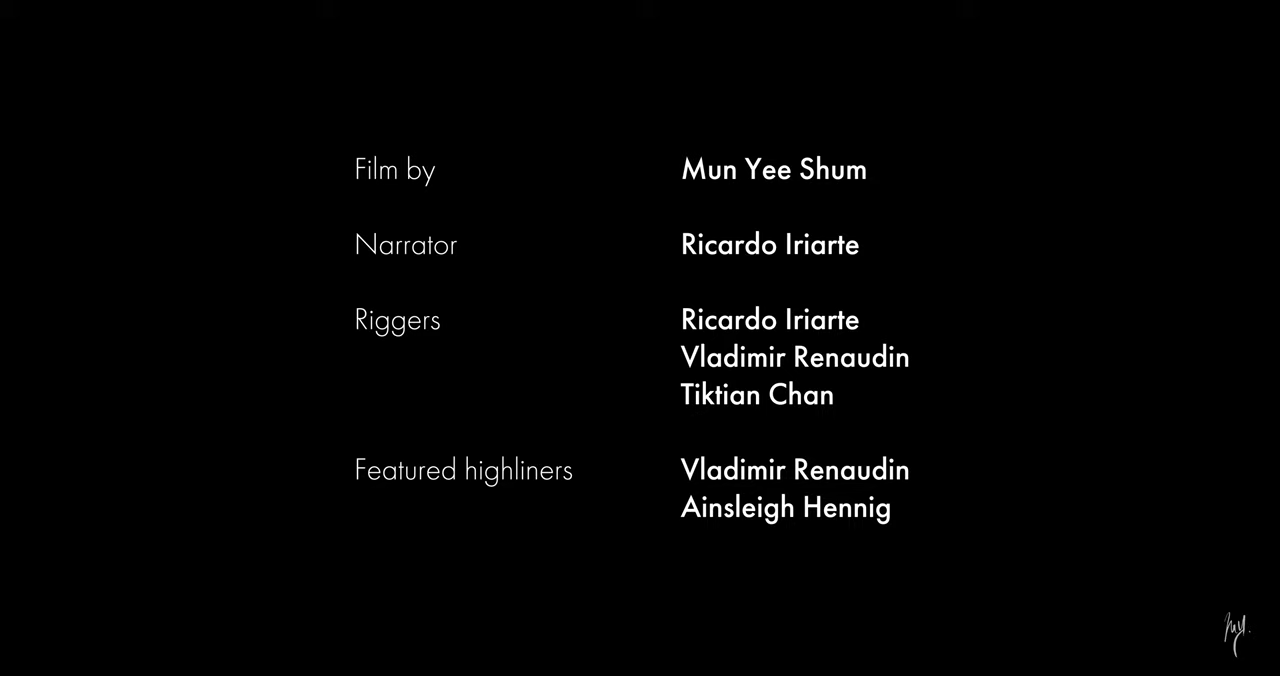 Film by Mun Yee Shum
Narrator Ricardo Iriarte
Riggers Ricardo Iriarte
Vladimir Renaudin
Tiktian Chan
Featured highliners Vladimir Renaudin
Ainsleigh Hennig
my.